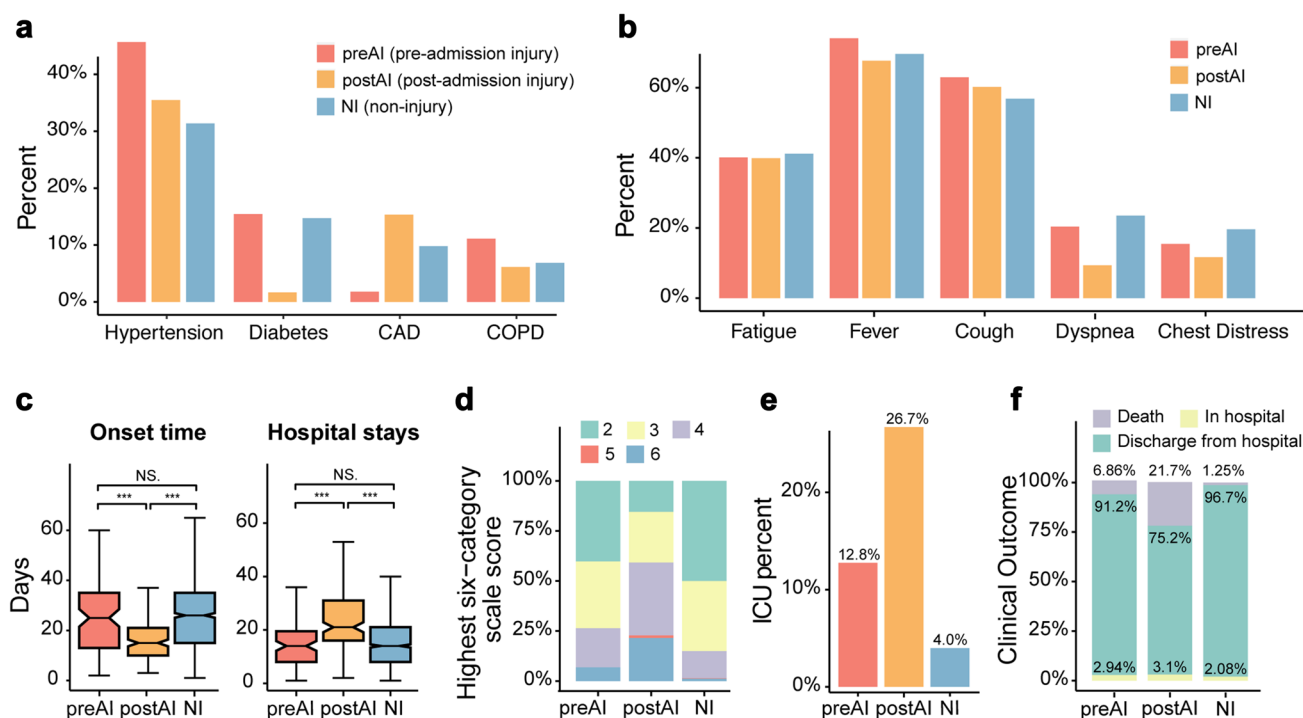 a
preAI (pre-admission injury)
postAI (post-admission injury)
NI (non-injury)
Percent
40%
30%
20%
10%
0%
Hypertension
Diabetes
CAD
COPD
b
preAI
postAI
NI
Percent
60%
40%
20%
0%
Fatigue
Fever
Cough
Dyspnea
Chest Distress
c
Onset time
Hospital stays
NS.
***
***
NS.
***
***
Days
60
40
20
0
60
40
20
0
preAI
postAI
NI
preAI
postAI
NI
d
2
3
4
5
6
Highest six-category
scale score
100%
75%
50%
25%
0%
preAI
postAI
NI
e
ICU percent
20%
10%
0%
12.8%
26.7%
4.0%
preAI
postAI
NI
f
Death
In hospital
Discharge from hospital
Clinical Outcome
100%
75%
50%
25%
0%
6.86%
21.7%
1.25%
91.2%
75.2%
96.7%
2.94%
3.1%
2.08%
preAI
postAI
NI